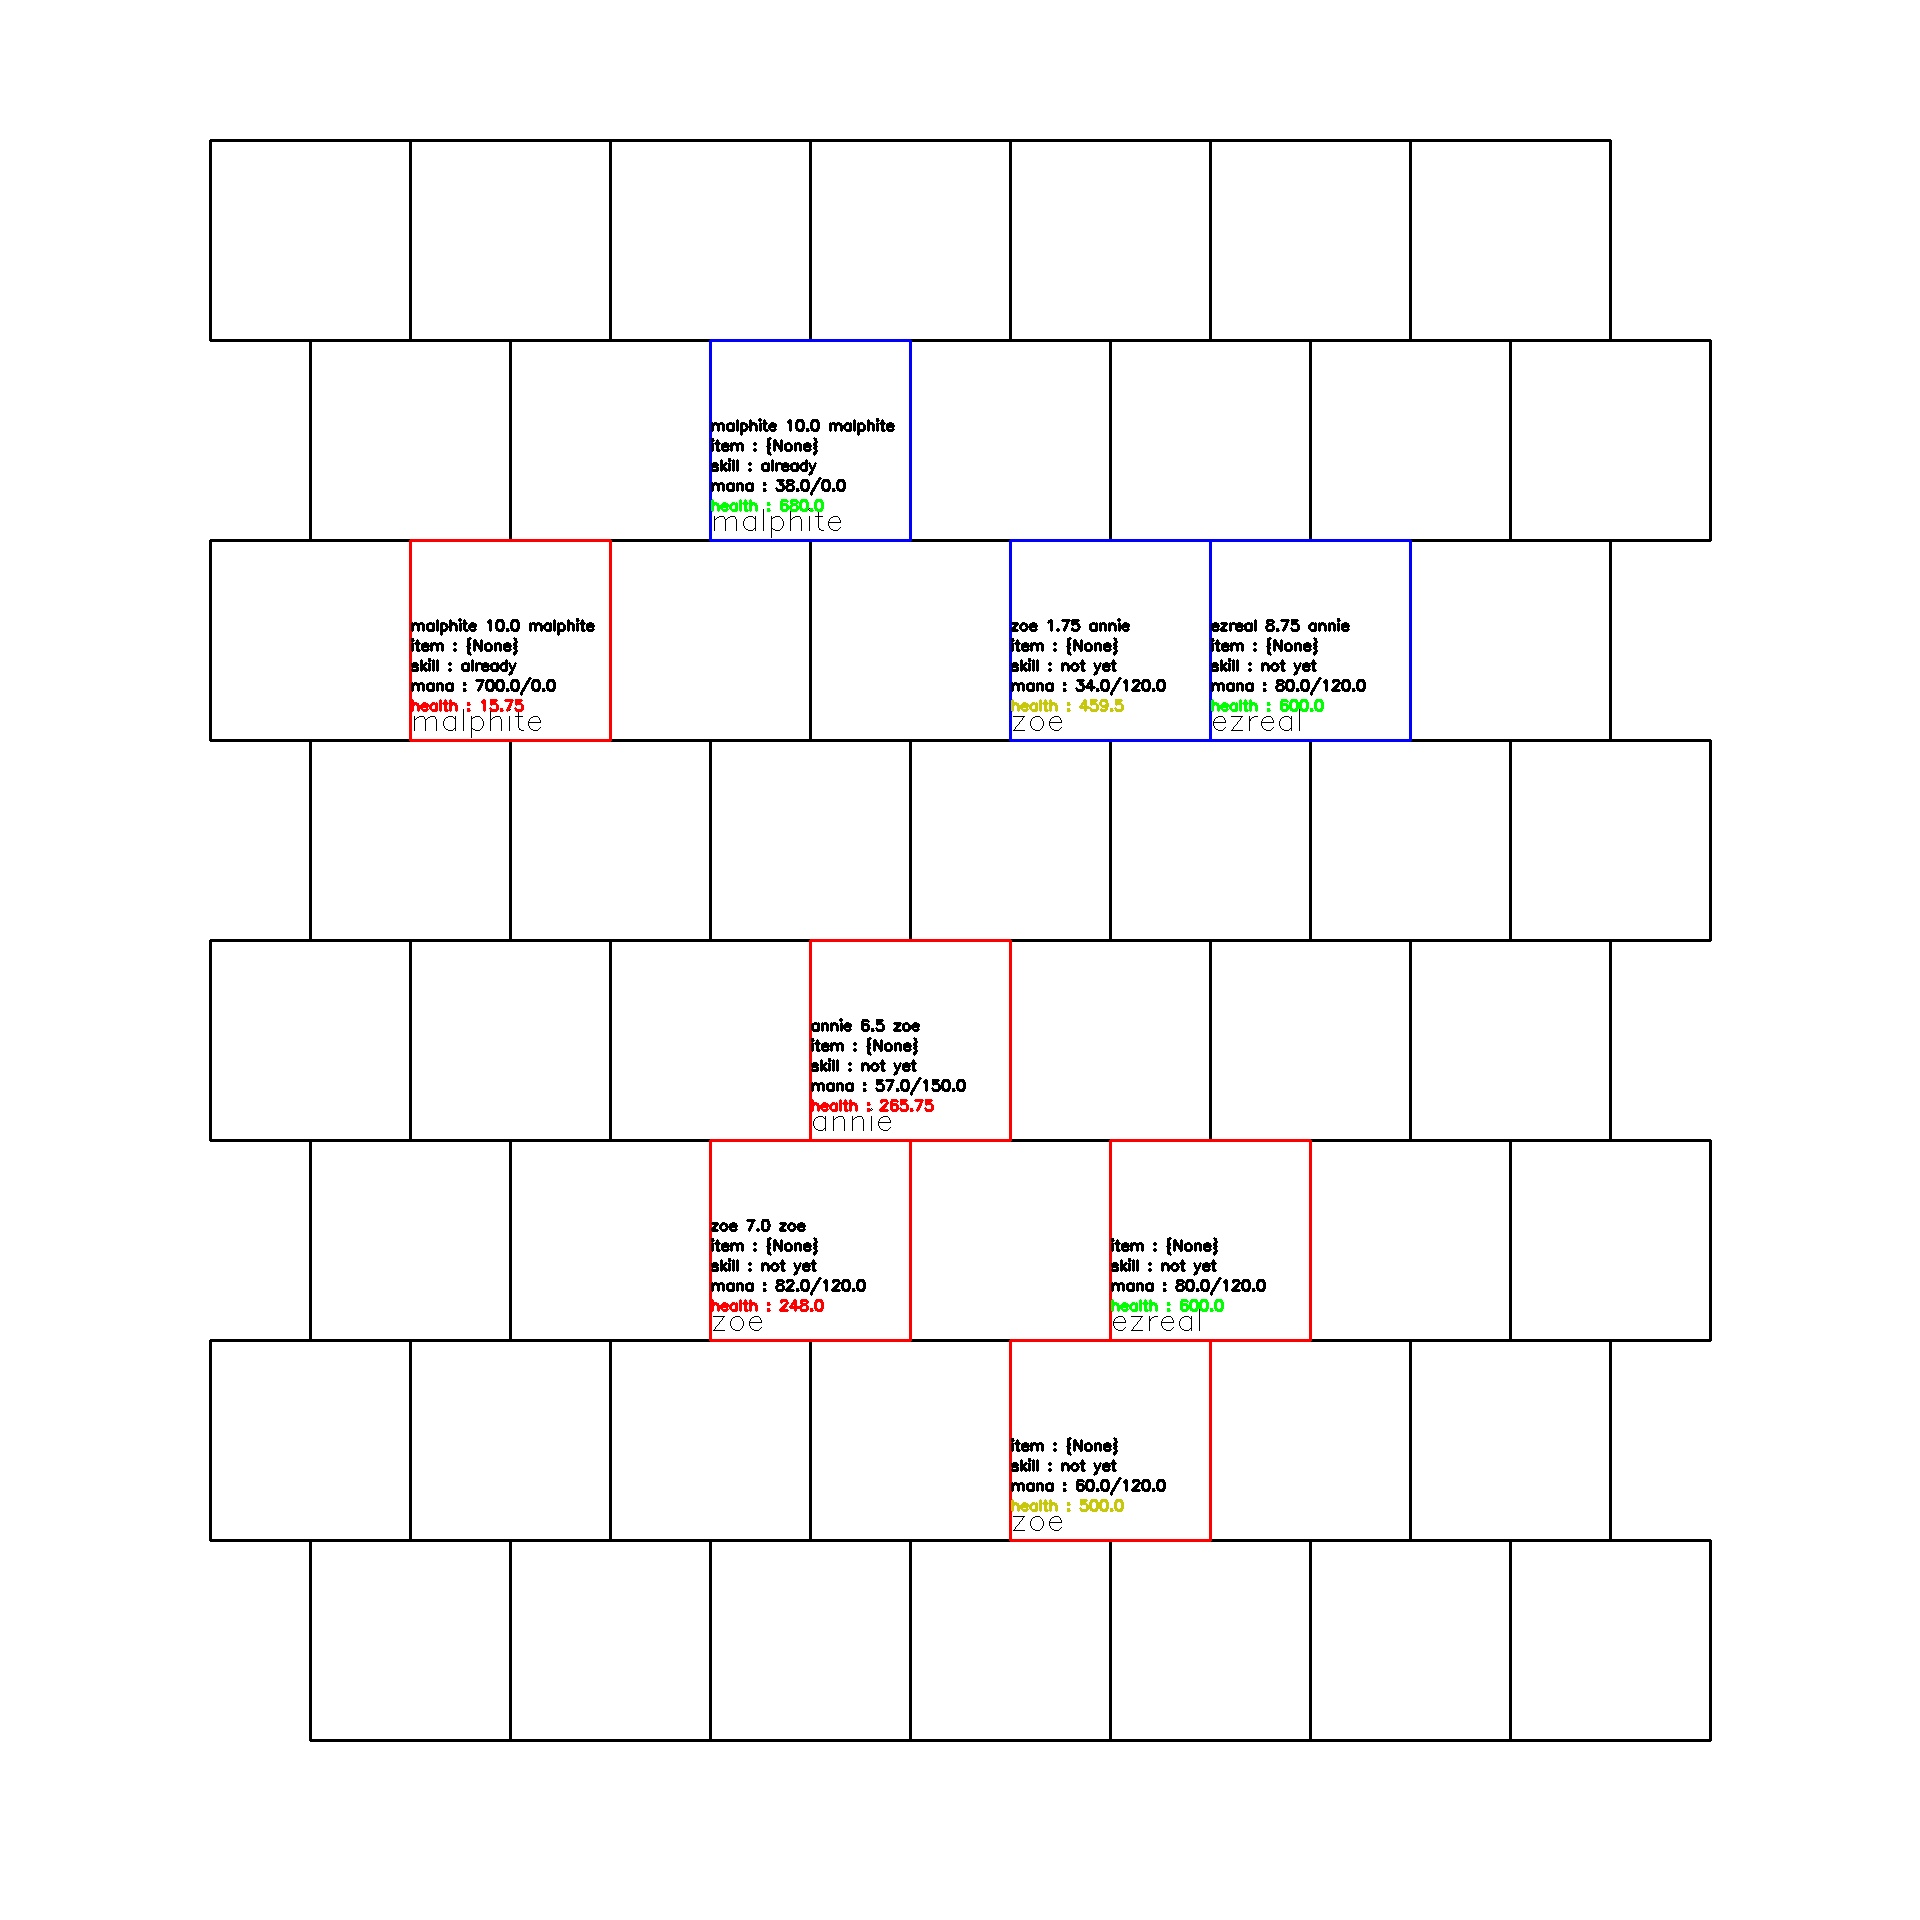 malphite 10.0 malphite
item : {None}
skill : already
mana : 38.0/0.0
health : 680.0
malphite
malphite 10.0 malphite
item : {None}
skill : already
mana : 700.0/0.0
health : 15.75
malphite
zoe 1.75 annie
item : {None}
skill : not yet
mana : 34.0/120.0
health : 459.5
zoe
ezreal 8.75 annie
item : {None}
skill : not yet
mana : 80.0/120.0
health : 600.0
ezreal
annie 6.5 zoe
item : {None}
skill : not yet
mana : 57.0/150.0
health : 265.75
annie
zoe 7.0 zoe
item : {None}
skill : not yet
mana : 82.0/120.0
health : 248.0
zoe
item : {None}
skill : not yet
mana : 80.0/120.0
health : 600.0
ezreal
item : {None}
skill : not yet
mana : 60.0/120.0
health : 500.0
zoe